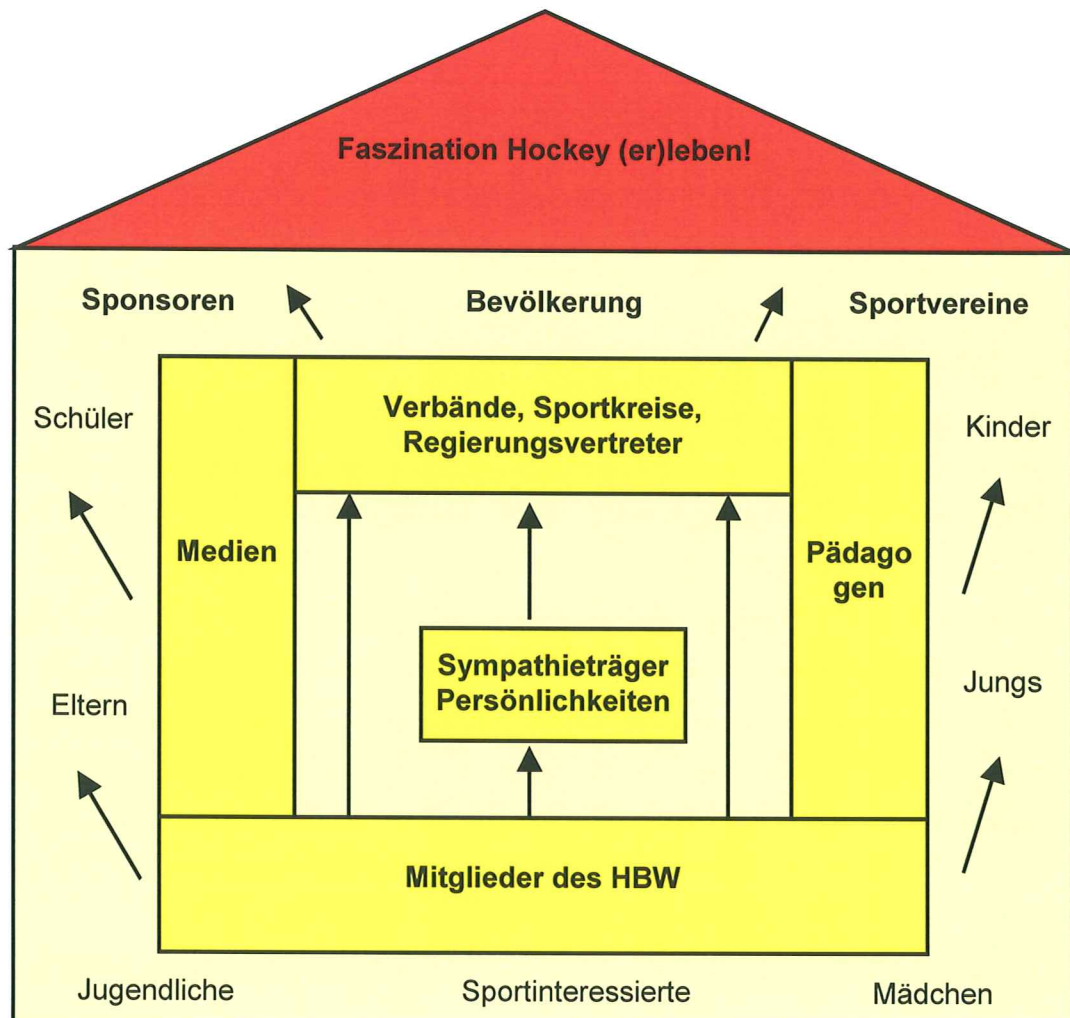 Faszination Hockey (er)leben!
Sponsoren
Bevölkerung
Sportvereine
Schüler
Verbände, Sportkreise,
Regierungsvertreter
Kinder
Medien
Pädago
gen
Eltern
Sympathieträger
Persönlichkeiten
Jungs
Mitglieder des HBW
Jugendliche
Sportinteressierte
Mädchen